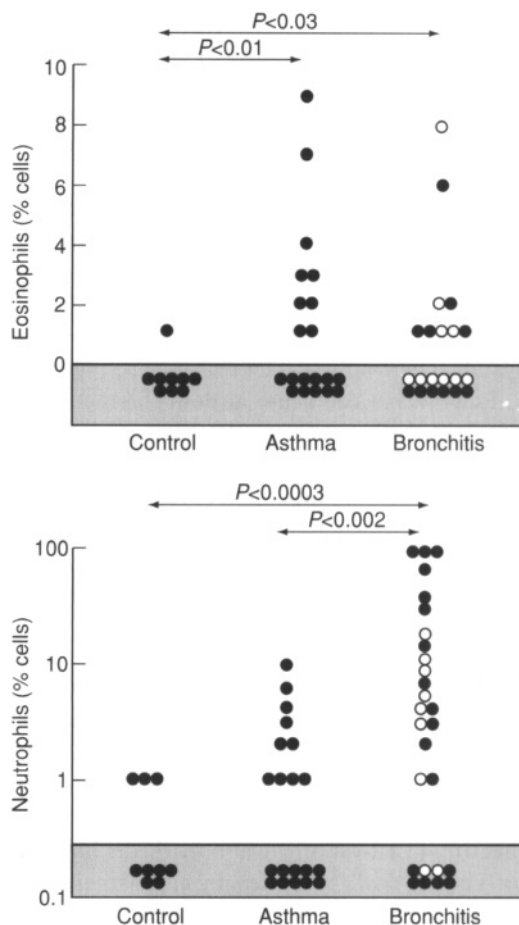 P<0.03
P<0.01
10
8
6
4
2
0
Eosinophils (% cells)
Control Asthma Bronchitis
P<0.0003
P<0.002
100
10
1
0.1
Neutrophils (% cells)
Control Asthma Bronchitis